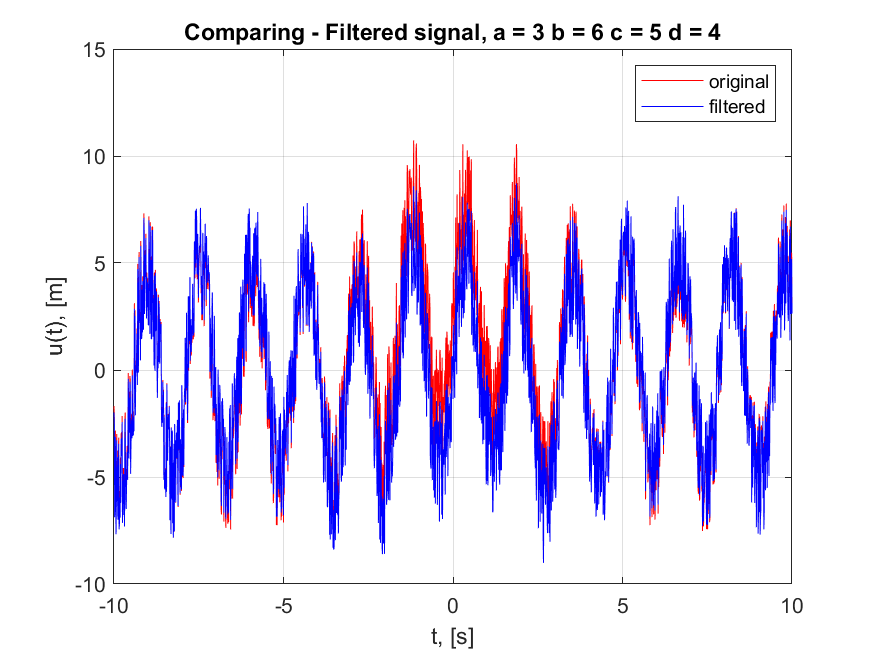 Comparing - Filtered signal, a = 3 b = 6 c = 5 d = 4
15
original
filtered
10
5
0
-5
-10
u(t), [m]
-10
-5
0
5
10
t, [s]